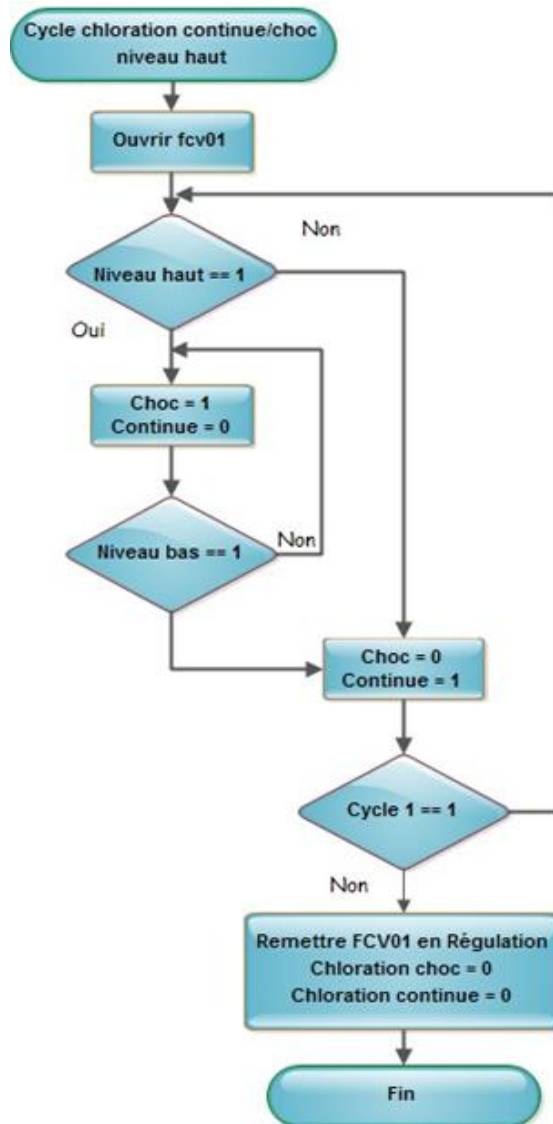 Cycle chloration continue/choc
niveau haut
Ouvrir fcv01
Non
Niveau haut == 1
Oui
Choc = 1
Continue = 0
Niveau bas == 1
Non
Choc = 0
Continue = 1
Cycle 1 == 1
Non
Remettre FCV01 en Régulation
Chloration choc = 0
Chloration continue = 0
Fin